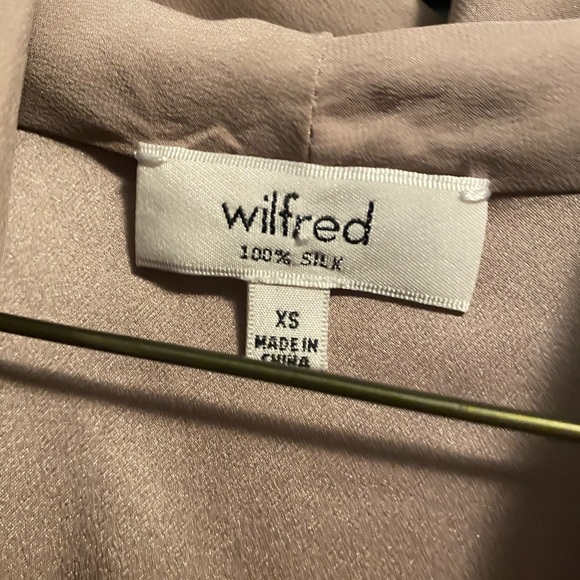 wilfred
100% SILK
XS
MADE IN
CHINA